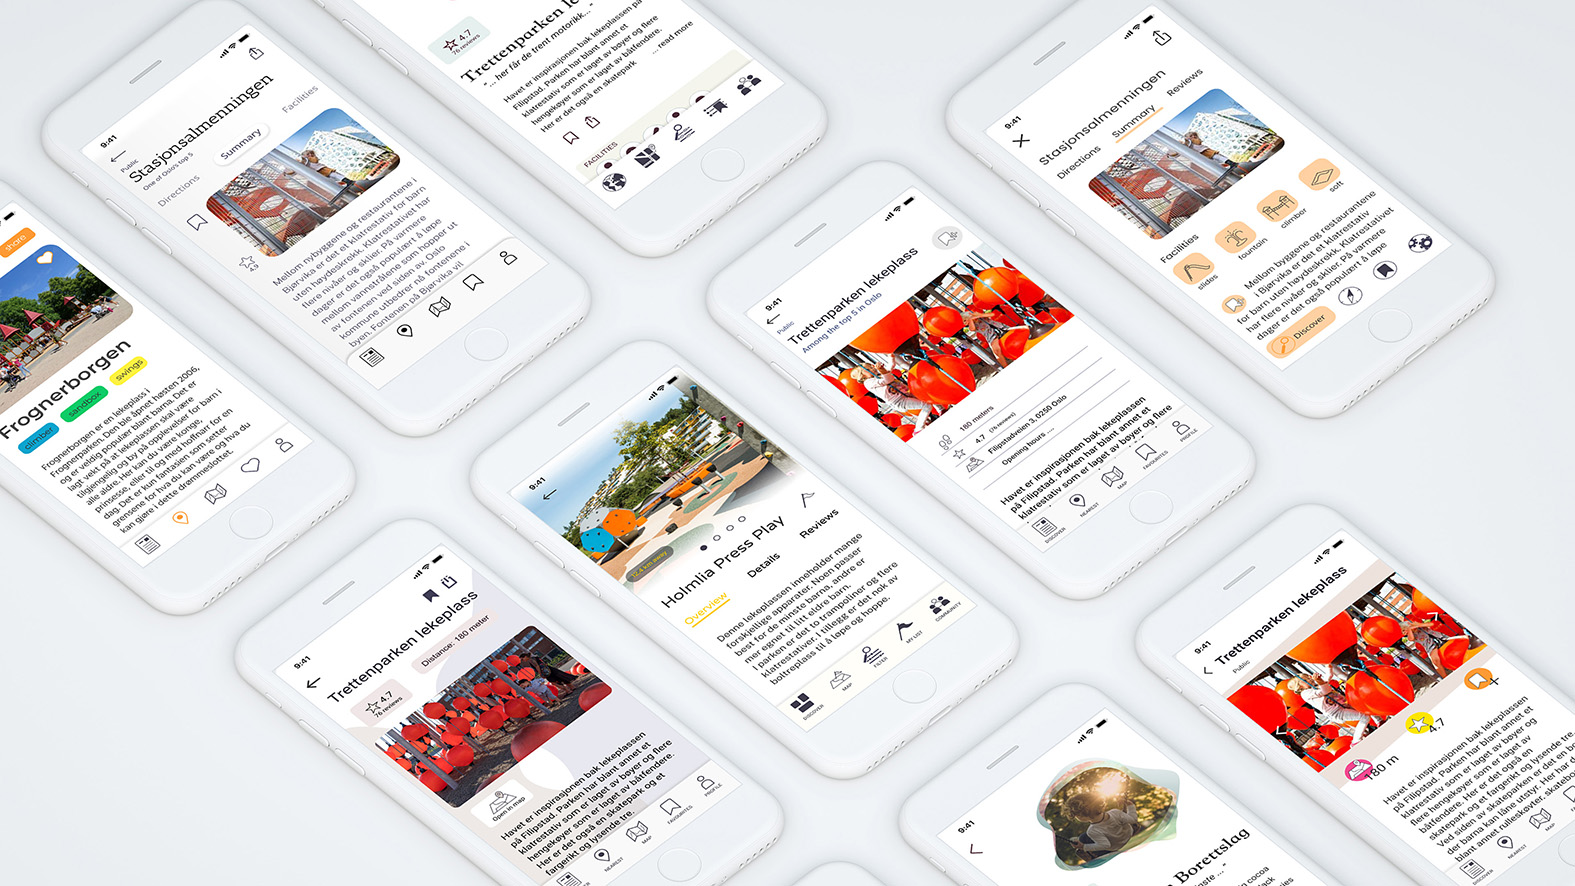 share
Frognerborgen
climber
sandbox
swings
Frognerborgen er en lekeplass i
Frognerparken. Den ble åpnet høsten 2006,
og er veldig populær blant barna. Det er
lagt vekt på at lekeplassen skal være
tilgjengelig og by på opplevelser for barn i
alle aldre. Her kan du være konge,
prinsesse, eller til og med hoffnarr for en
dag. Det er kun fantasien som setter
grensene for hva du kan være og hva du
kan gjøre i dette drømmeslottet.
9:41
Public
Stasjonsalmenningen
One of Oslo's top 5
Directions
Summary
Facilities
4.9
Mellom nybyggene og restaurantene i
Bjørvika er det et klatrestativ for barn
uten høydeskrekk. Klatrestativet har
flere nivåer og sklier. På varmere
dager er det også populært å løpe
mellom vannstrålene som hopper ut
av fontenen ved siden av. Oslo
kommune utbedrer nå fontenene i
byen. Fontenen på Bjørvika vil
4.7
76 reviews
Trettenparken
"... her får de trent motorikk..."
Havet er inspirasjonen bak lekeplassen på
Filipstad. Parken har blant annet et
klatrestativ som er laget av bøyer og flere
hengekøyer som er laget av båtfendere.
Her er det også en skatepark
... read more
FACILITIES
9:41
Stasjonsalmenningen
Directions
Summary
Reviews
Facilities
slides
fountain
climber
soft
Mellom byggene og restaurantene
i Bjørvika er det et klatrestativ
for barn uten høydeskrekk. Klatrestativet
har flere nivåer og sklier. På varmere
dager er det også populært å løpe
Discover
9:41
Public
Trettenparken lekeplass
Among the top 5 in Oslo
180 meters
4.7 (76 reviews)
Filipstadveien 3, 0250 Oslo
Opening hours ...
Havet er inspirasjonen bak lekeplassen
på Filipstad. Parken har blant annet et
klatrestativ som er laget av bøyer og flere
DISCOVER
NEAREST
MAP
FAVOURITES
PROFILE
9:41
12,4 km away
Holmlia Press Play
Overview
Details
Reviews
Denne lekeplassen inneholder mange
forskjellige apparater. Noen passer
best for de minste barna, andre er
mer egnet til litt eldre barn.
I parken er det to trampoliner og flere
klatrestativer. I tillegg er det nok av
boltreplass til å løpe og hoppe.
DISCOVER
MAP
FILTER
MY LIST
COMMUNITY
9:41
Trettenparken lekeplass
Distance: 180 meter
4.7
76 reviews
Open in map
Havet er inspirasjonen bak lekeplassen
på Filipstad. Parken har blant annet et
klatrestativ som er laget av bøyer og flere
hengekøyer som er laget av båtfendere.
Her er det også en skatepark og et
fargerikt og lysende tre.
NEAREST
MAP
FAVOURITES
PROFILE
9:41
Borettslag
9:41
Trettenparken lekeplass
Public
4.7
180 m
Havet er inspirasjonen bak lekeplassen
på Filipstad. Parken har blant annet et
klatrestativ som er laget av bøyer og
flere hengekøyer som er laget av
båtfendere. Her er det også en
skatepark og et fargerikt og lysende tre.
Ved siden av skateparken er det en
der barna kan låne utstyr. Her har de
blant annet rulleskøyter,
DISCOVER
NEAREST
MAP